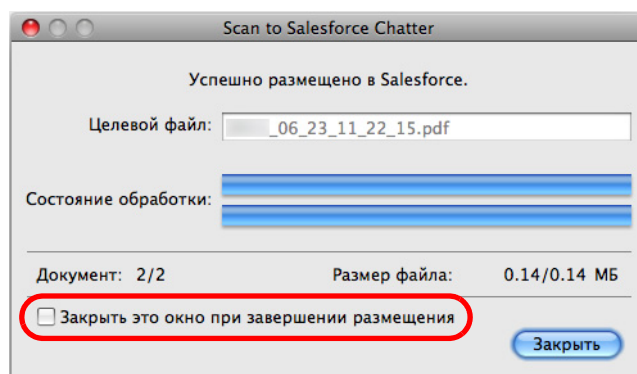 Scan to Salesforce Chatter
Успешно размещено в Salesforce.
Целевой файл: _06_23_11_22_15.pdf
Состояние обработки:
Документ: 2/2 Размер файла: 0.14/0.14 МБ
Закрыть это окно при завершении размещения
Закрыть